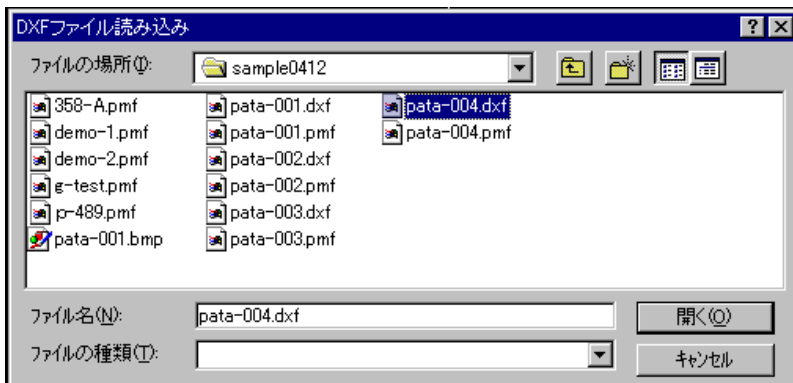 DXFファイル読み込み
ファイルの場所(I):
sample0412
358-A.pmf
demo-1.pmf
demo-2.pmf
g-test.pmf
p-489.pmf
pata-001.bmp
pata-001.dxf
pata-001.pmf
pata-002.dxf
pata-002.pmf
pata-003.dxf
pata-003.pmf
pata-004.dxf
pata-004.pmf
ファイル名(N):
pata-004.dxf
開く(O)
ファイルの種類(T):
キャンセル